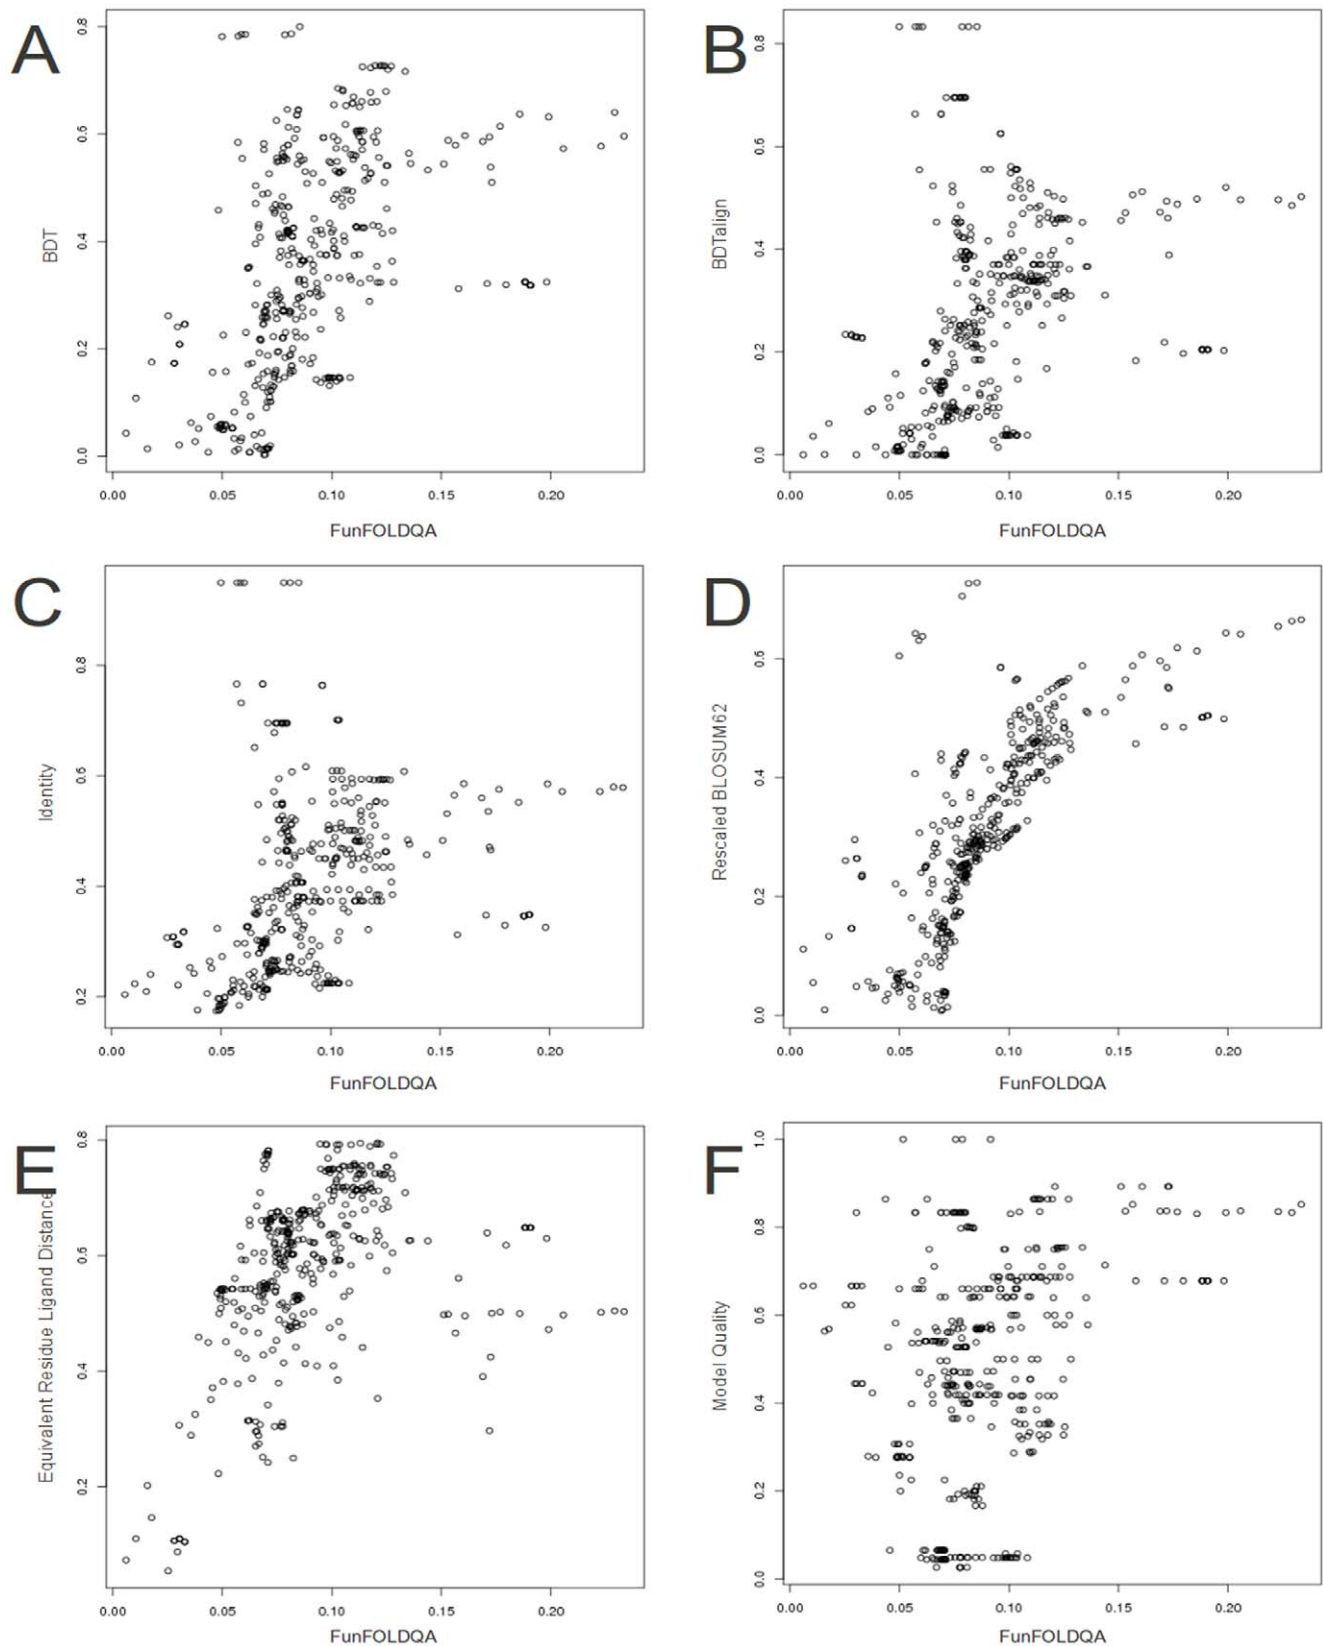 A
B
0.0 0.2 0.4 0.6 0.8
BDT
0.00 0.05 0.10 0.15 0.20
FunFOLDQA
0.0 0.2 0.4 0.6 0.8
BDTalign
0.00 0.05 0.10 0.15 0.20
FunFOLDQA
C
D
0.2 0.4 0.6 0.8
Identity
0.00 0.05 0.10 0.15 0.20
FunFOLDQA
0.0 0.2 0.4 0.6
Rescaled BLOSUM62
0.00 0.05 0.10 0.15 0.20
FunFOLDQA
E
F
0.2 0.4 0.6 0.8
Equivalent Residue Ligand Distance
0.00 0.05 0.10 0.15 0.20
FunFOLDQA
0.0 0.2 0.4 0.6 0.8 1.0
Model Quality
0.00 0.05 0.10 0.15 0.20
FunFOLDQA